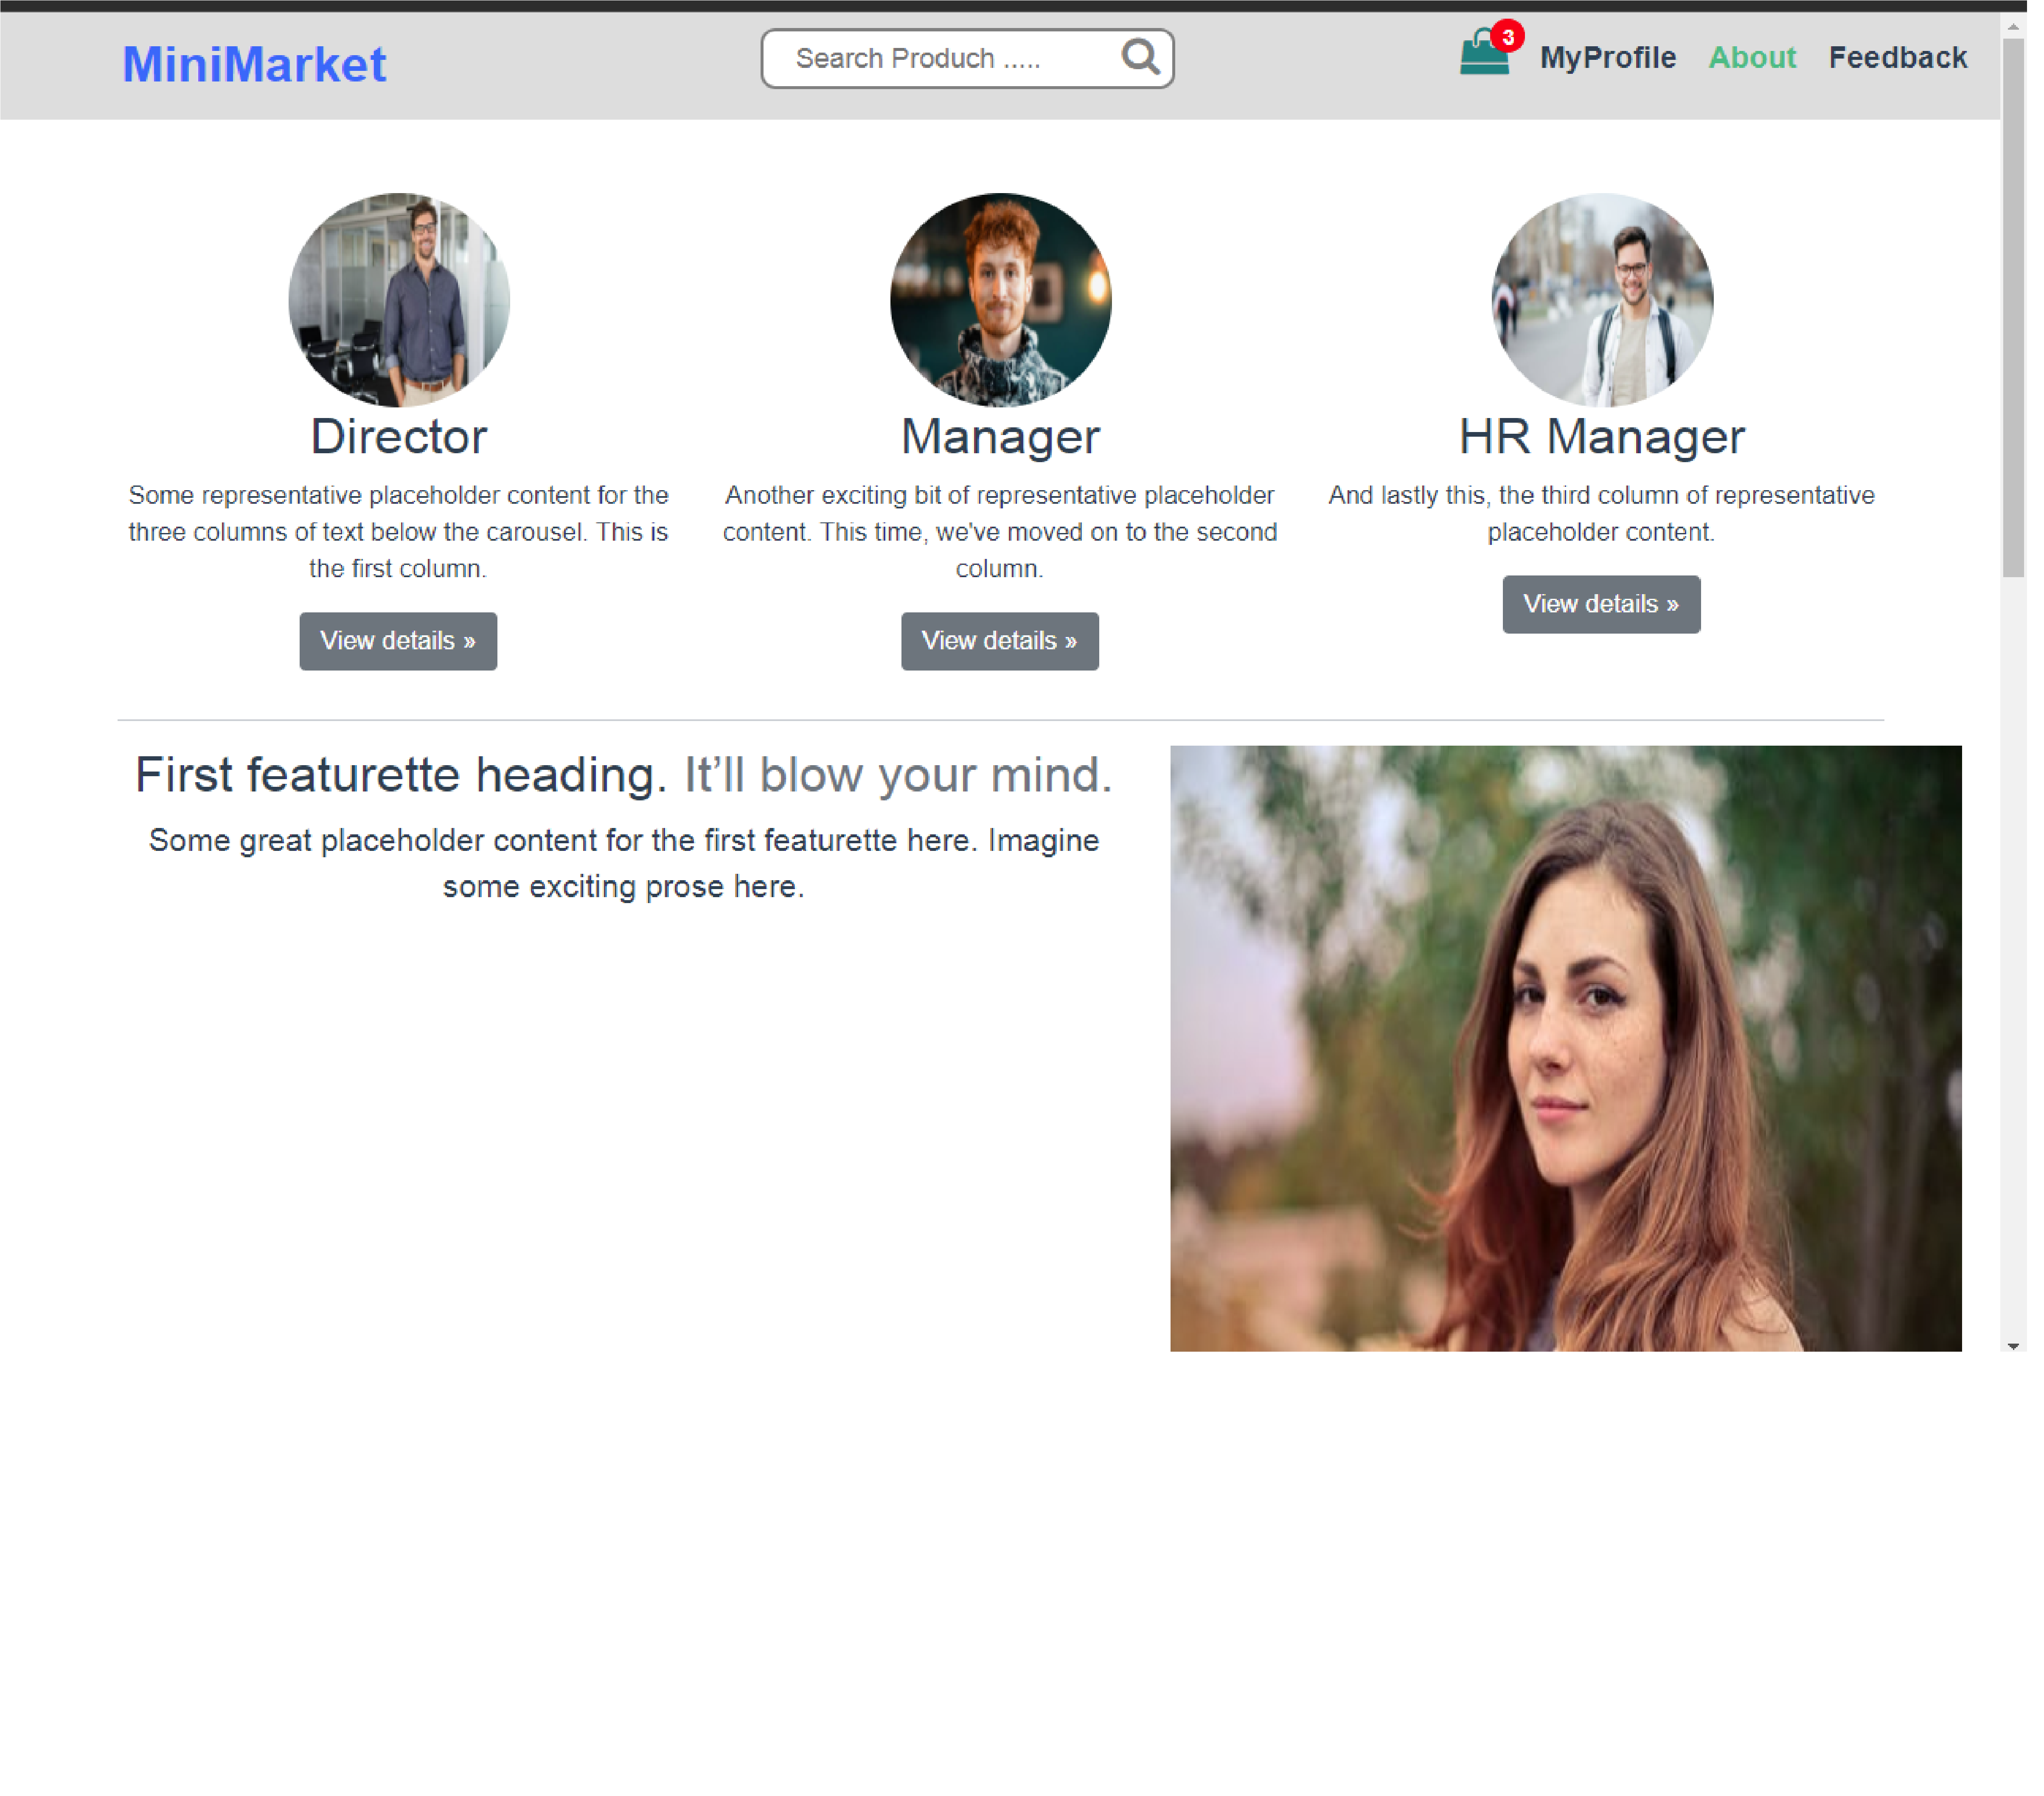 MiniMarket
Search Produch .....
3
MyProfile
About
Feedback
Director
Some representative placeholder content for the
three columns of text below the carousel. This is
the first column.
View details »
Manager
Another exciting bit of representative placeholder
content. This time, we've moved on to the second
column.
View details »
HR Manager
And lastly this, the third column of representative
placeholder content.
View details »
First featurette heading. It’ll blow your mind.
Some great placeholder content for the first featurette here. Imagine
some exciting prose here.